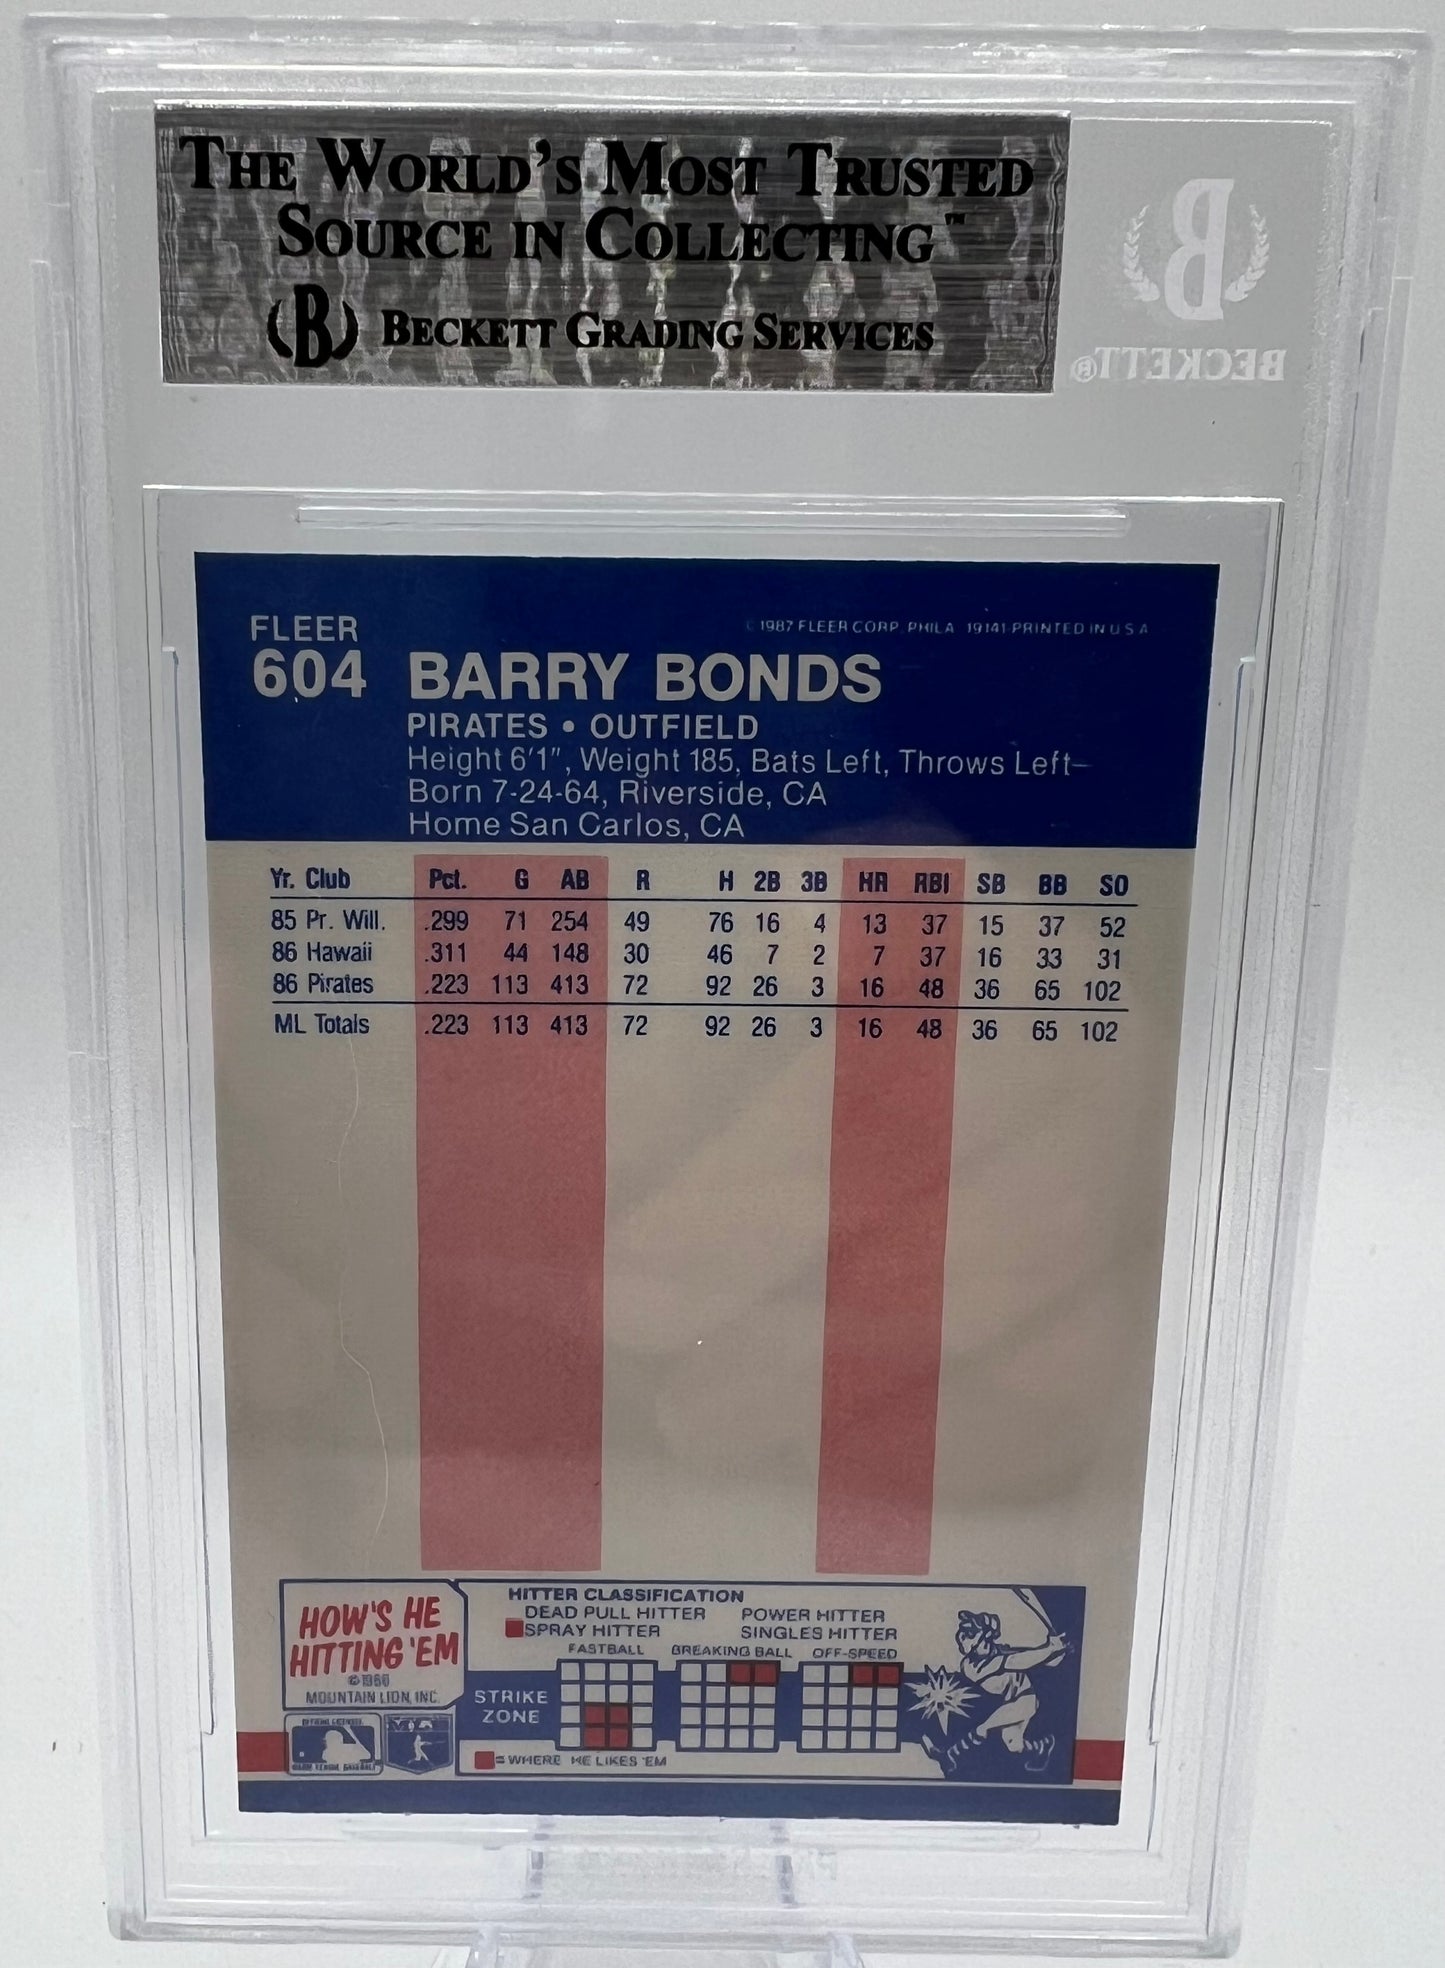 THE WORLD'S MOST TRUSTED
SOURCE IN COLLECTING™
B BECKETT GRADING SERVICES
B
BECKETT®
FLEER
© 1987 FLEER CORP. PHILA 19141 PRINTED IN U S A
604 BARRY BONDS
PIRATES • OUTFIELD
Height 6'1", Weight 185, Bats Left, Throws Left
Born 7-24-64, Riverside, CA
Home San Carlos, CA
Yr. Club Pct. G AB R H 2B 3B HR RBI SB BB SO
85 Pr. Will. .299 71 254 49 76 16 4 13 37 15 37 52
86 Hawaii .311 44 148 30 46 7 2 7 37 16 33 31
86 Pirates .223 113 413 72 92 26 3 16 48 36 65 102
ML Totals .223 113 413 72 92 26 3 16 48 36 65 102
HOW'S HE
HITTING 'EM
MOUNTAIN LION, INC.
HITTER CLASSIFICATION
DEAD PULL HITTER POWER HITTER
SPRAY HITTER SINGLES HITTER
FASTBALL BREAKING BALL OFF-SPEED
STRIKE
ZONE
= WHERE HE LIKES 'EM